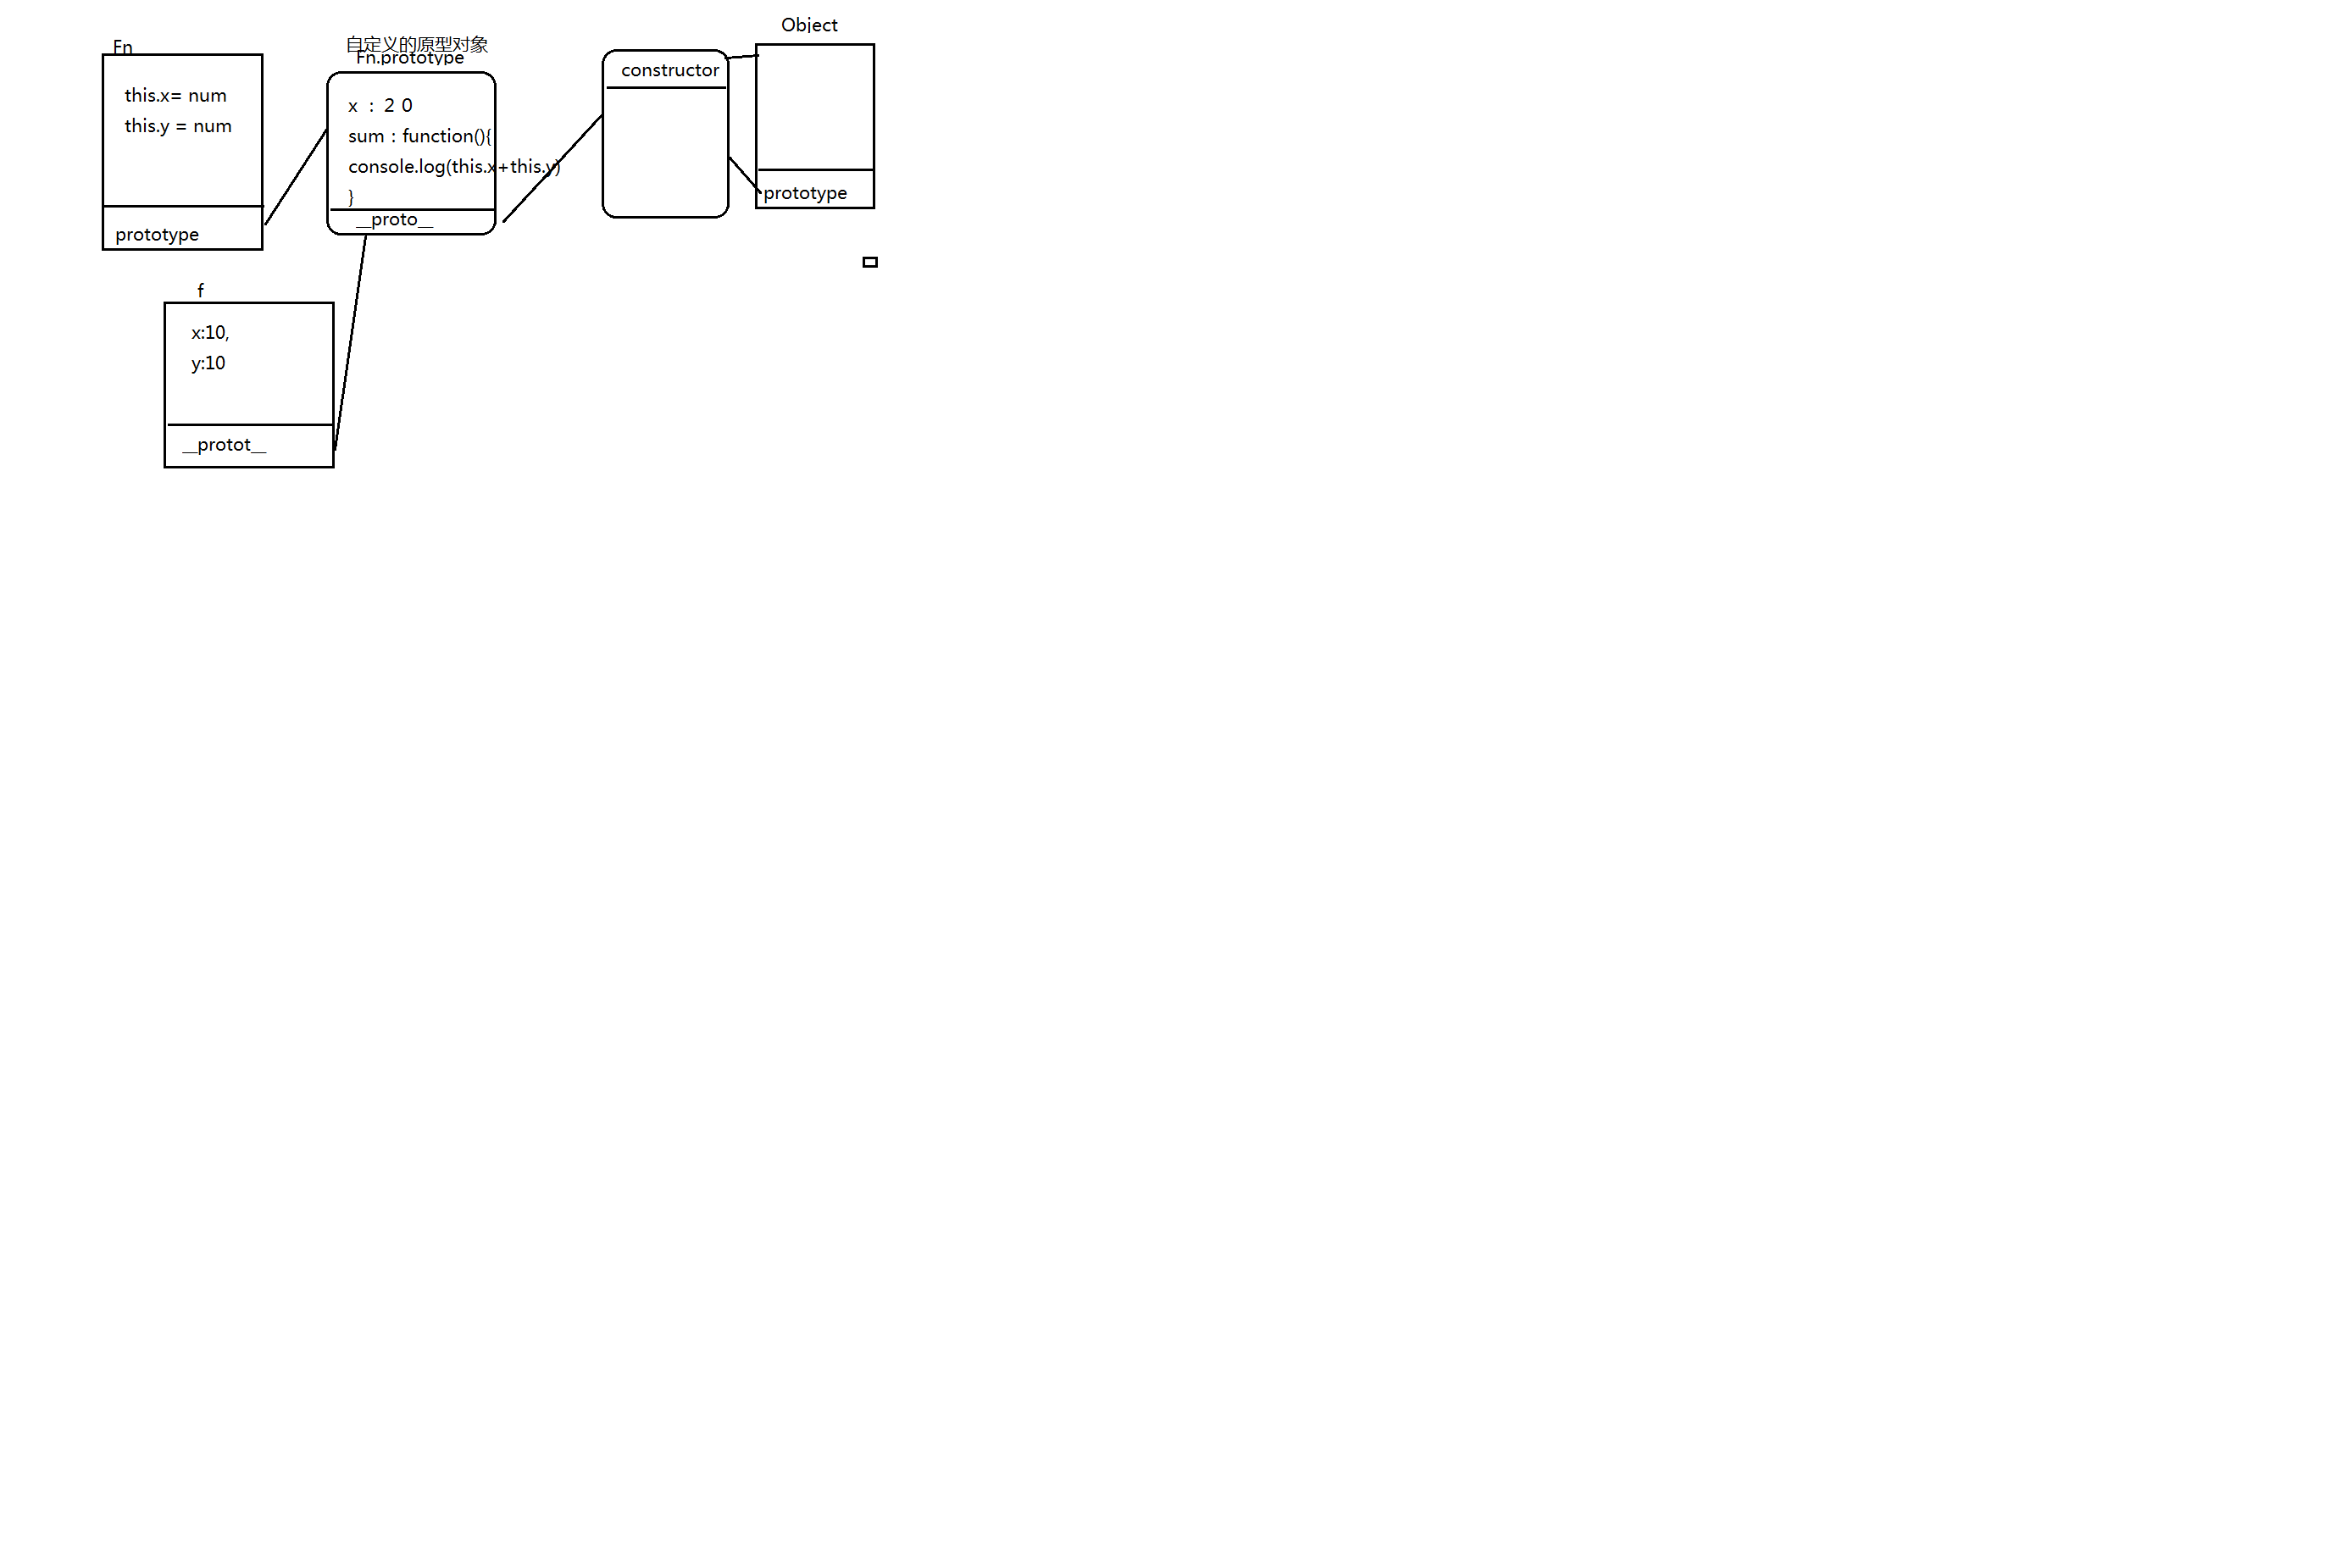 Fn
this.x= num
this.y = num
prototype
自定义的原型对象
Fn.prototype
x : 2 0
sum : function(){
console.log(this.x+this.y)
}
__proto__
constructor
Object
prototype
f
x:10,
y:10
__protot__